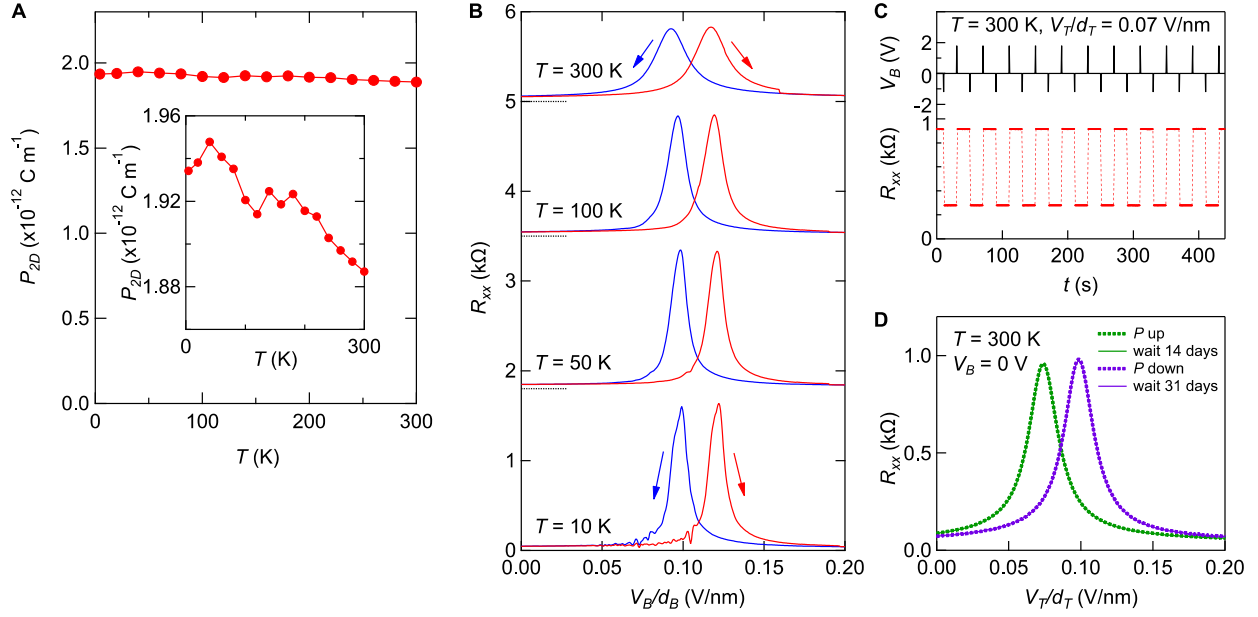 A
P2D (x10-12 C m-1)
2.0
1.5
1.0
0.5
0.0
0
100
200
300
T (K)
P2D (x10-12 C m-1)
1.96
1.92
1.88
0
100
200
300
T (K)
B
Rxx (kΩ)
6
5
4
3
2
1
0
T = 300 K
T = 100 K
T = 50 K
T = 10 K
0.00
0.05
0.10
0.15
0.20
VB/dB (V/nm)
C
T = 300 K, VT/dT = 0.07 V/nm
VB (V)
2
0
-2
Rxx (kΩ)
1
0
0
100
200
300
400
t (s)
D
T = 300 K
VB = 0 V
P up
wait 14 days
P down
wait 31 days
Rxx (kΩ)
1.0
0.5
0.0
0.00
0.05
0.10
0.15
0.20
VT/dT (V/nm)